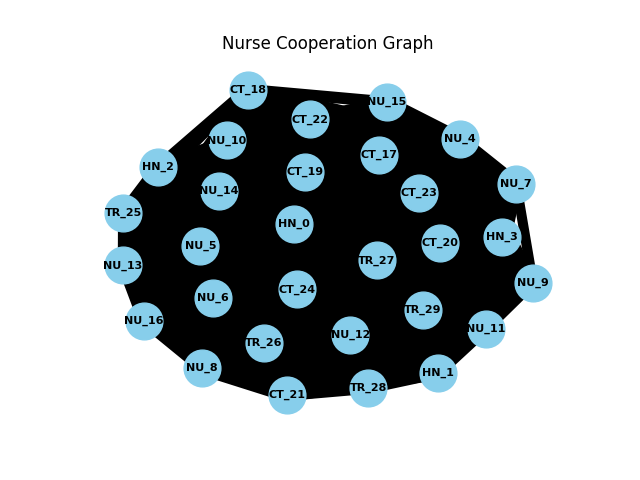 Nurse Cooperation Graph
CT_18
NU_15
CT_22
NU_10
NU_4
CT_17
HN_2
CT_19
NU_7
NU_14
CT_23
TR_25
HN_0
HN_3
CT_20
NU_5
TR_27
NU_13
NU_9
CT_24
NU_6
TR_29
NU_16
NU_11
NU_12
TR_26
NU_8
HN_1
TR_28
CT_21